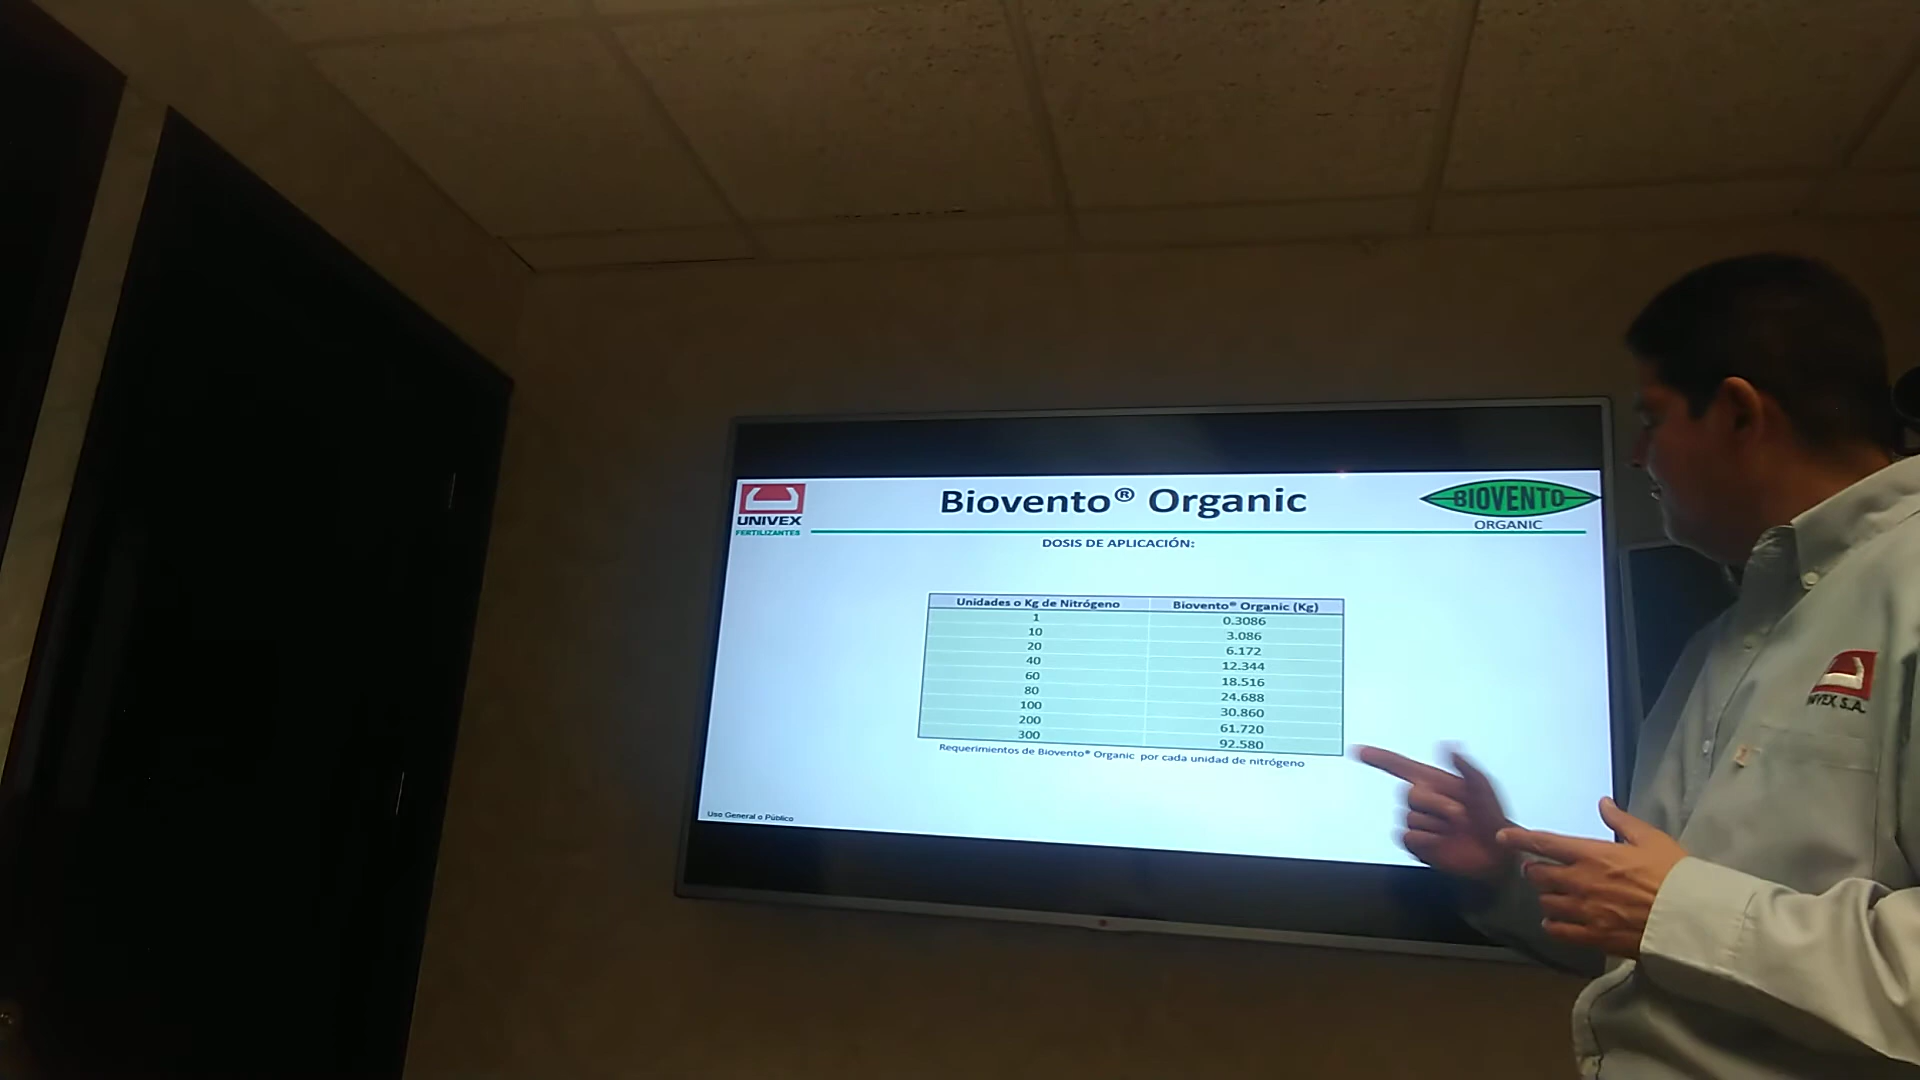 UNIVEX
FERTILIZANTES
Biovento® Organic
BIOVENTO
ORGANIC
DOSIS DE APLICACIÓN:
Unidades o Kg de Nitrógeno Biovento® Organic (Kg)
1 0.3086
10 3.086
20 6.172
40 12.344
60 18.516
80 24.688
100 30.860
200 61.720
300 92.580
Requerimientos de Biovento® Organic por cada unidad de nitrógeno
Uso General o Público
S.A.